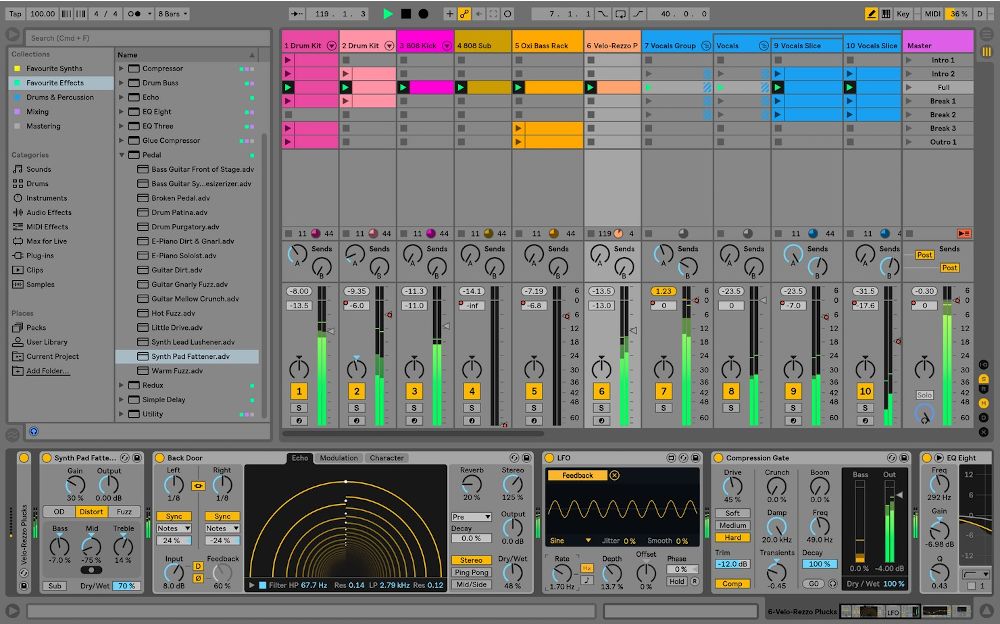 Tap 100.00 4 / 4 8 Bars 119. 1. 3 7. 1. 1 40. 0. 0 Key MIDI 36 % D
Search (Cmd + F)
Collections
Favourite Synths
Favourite Effects
Drums & Percussion
Mixing
Mastering
Categories
Sounds
Drums
Instruments
Audio Effects
MIDI Effects
Max for Live
Plug-ins
Clips
Samples
Places
Packs
User Library
Current Project
Add Folder...
Name
Compressor
Drum Buss
Echo
EQ Eight
EQ Three
Glue Compressor
Pedal
Bass Guitar Front of Stage.adv
Bass Guitar Sy...esizerizer.adv
Broken Pedal.adv
Drum Patina.adv
Drum Purgatory.adv
E-Piano Dirt & Gnarl.adv
E-Piano Soloist.adv
Guitar Dirt.adv
Guitar Gnarly Fuzz.adv
Guitar Mellow Crunch.adv
Hot Fuzz.adv
Little Drive.adv
Synth Lead Lushener.adv
Synth Pad Fattener.adv
Warm Fuzz.adv
Redux
Simple Delay
Utility
1 Drum Kit 2 Drum Kit 3 808 Kick 4 808 Sub 5 Oxi Bass Rack 6 Velo-Rezzo P 7 Vocals Group Vocals 9 Vocals Slice 10 Vocals Slice Master
Intro 1
Intro 2
Full
Break 1
Break 2
Break 3
Outro 1
11 44 11 44 11 44 11 44 11 44 119 4 11 44 11 44
Sends Sends Sends Sends Sends Sends Sends Sends Sends Sends
A A A A A A A A A A Post
B B B B B B B B B B Post
-8.00 -9.35 -11.3 -14.1 -7.19 -13.5 1.23 -23.5 -23.5 -31.5 -0.30
-13.5 -6.0 -11.0 -inf -6.8 -13.0 0 0 -7.0 -17.6 0
6
0
6
12
18
24
30
36
42
48
60
1 2 3 4 5 6 7 8 9 10 Solo
S S S S S S S S S S
Velo-Rezzo Plucks
Synth Pad Fatte...
Gain Output
30 % 0.00 dB
OD Distort Fuzz
Bass Mid Treble
-7.0 % -75 % 14 %
Sub Dry/Wet 70 %
Back Door
Left Right
1/8 1/8
Sync Sync
Notes Notes
24 % -24 %
Input D Feedback
8.0 dB Ø 60 %
Echo Modulation Character
Filter HP 67.7 Hz Res 0.14 LP 2.79 kHz Res 0.12
Reverb Stereo
20 % 125 %
Pre
Decay Output
0.0 % 0.0 dB
Stereo
Ping Pong Dry/Wet
Mid/Side 48 %
LFO
Feedback
Sine Jitter 0.0 % Smooth 0.0 %
Rate Hz Depth Offset Phase
1.70 Hz 13.7 % 0.0 % 0 % Hold R
Compression Gate
Drive Crunch Boom
45 % 0.0 % 0.0 %
Soft
Medium Damp Freq
Hard 20.0 kHz 49.0 Hz
Trim Transients Decay
-12.0 dB 100 %
Comp -0.45 GO
Bass Out
0.0 % -4.00 dB
Dry / Wet 100 %
EQ Eight
Freq
292 Hz
Gain
-6.98 dB
Q
0.43
12
6
-6
-12
1
6-Velo-Rezzo Plucks LFO